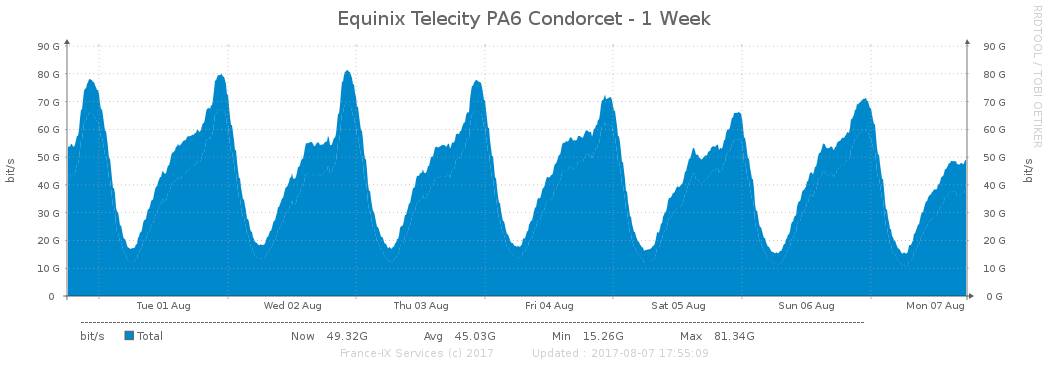 Equinix Telecity PA6 Condorcet - 1 Week
RRDTOOL / TOBI OETIKER
90 G 90 G
80 G 80 G
70 G 70 G
60 G 60 G
50 G 50 G
40 G 40 G
30 G 30 G
20 G 20 G
10 G 10 G
0 0 G
bit/s
bit/s
Tue 01 Aug Wed 02 Aug Thu 03 Aug Fri 04 Aug Sat 05 Aug Sun 06 Aug Mon 07 Aug
bit/s Total Now 49.32G Avg 45.03G Min 15.26G Max 81.34G
France-IX Services (c) 2017 Updated : 2017-08-07 17:55:09